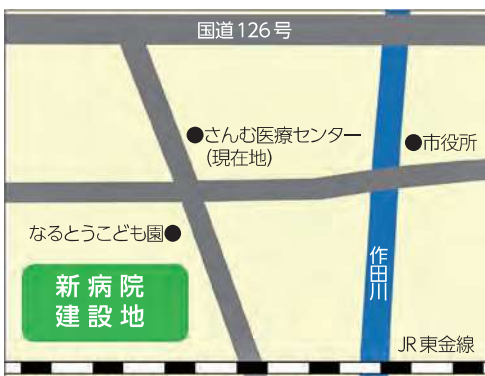 国道126号
●さんむ医療センター
(現在地)
●市役所
なるとうこども園●
新病院
建設地
作田川
JR東金線